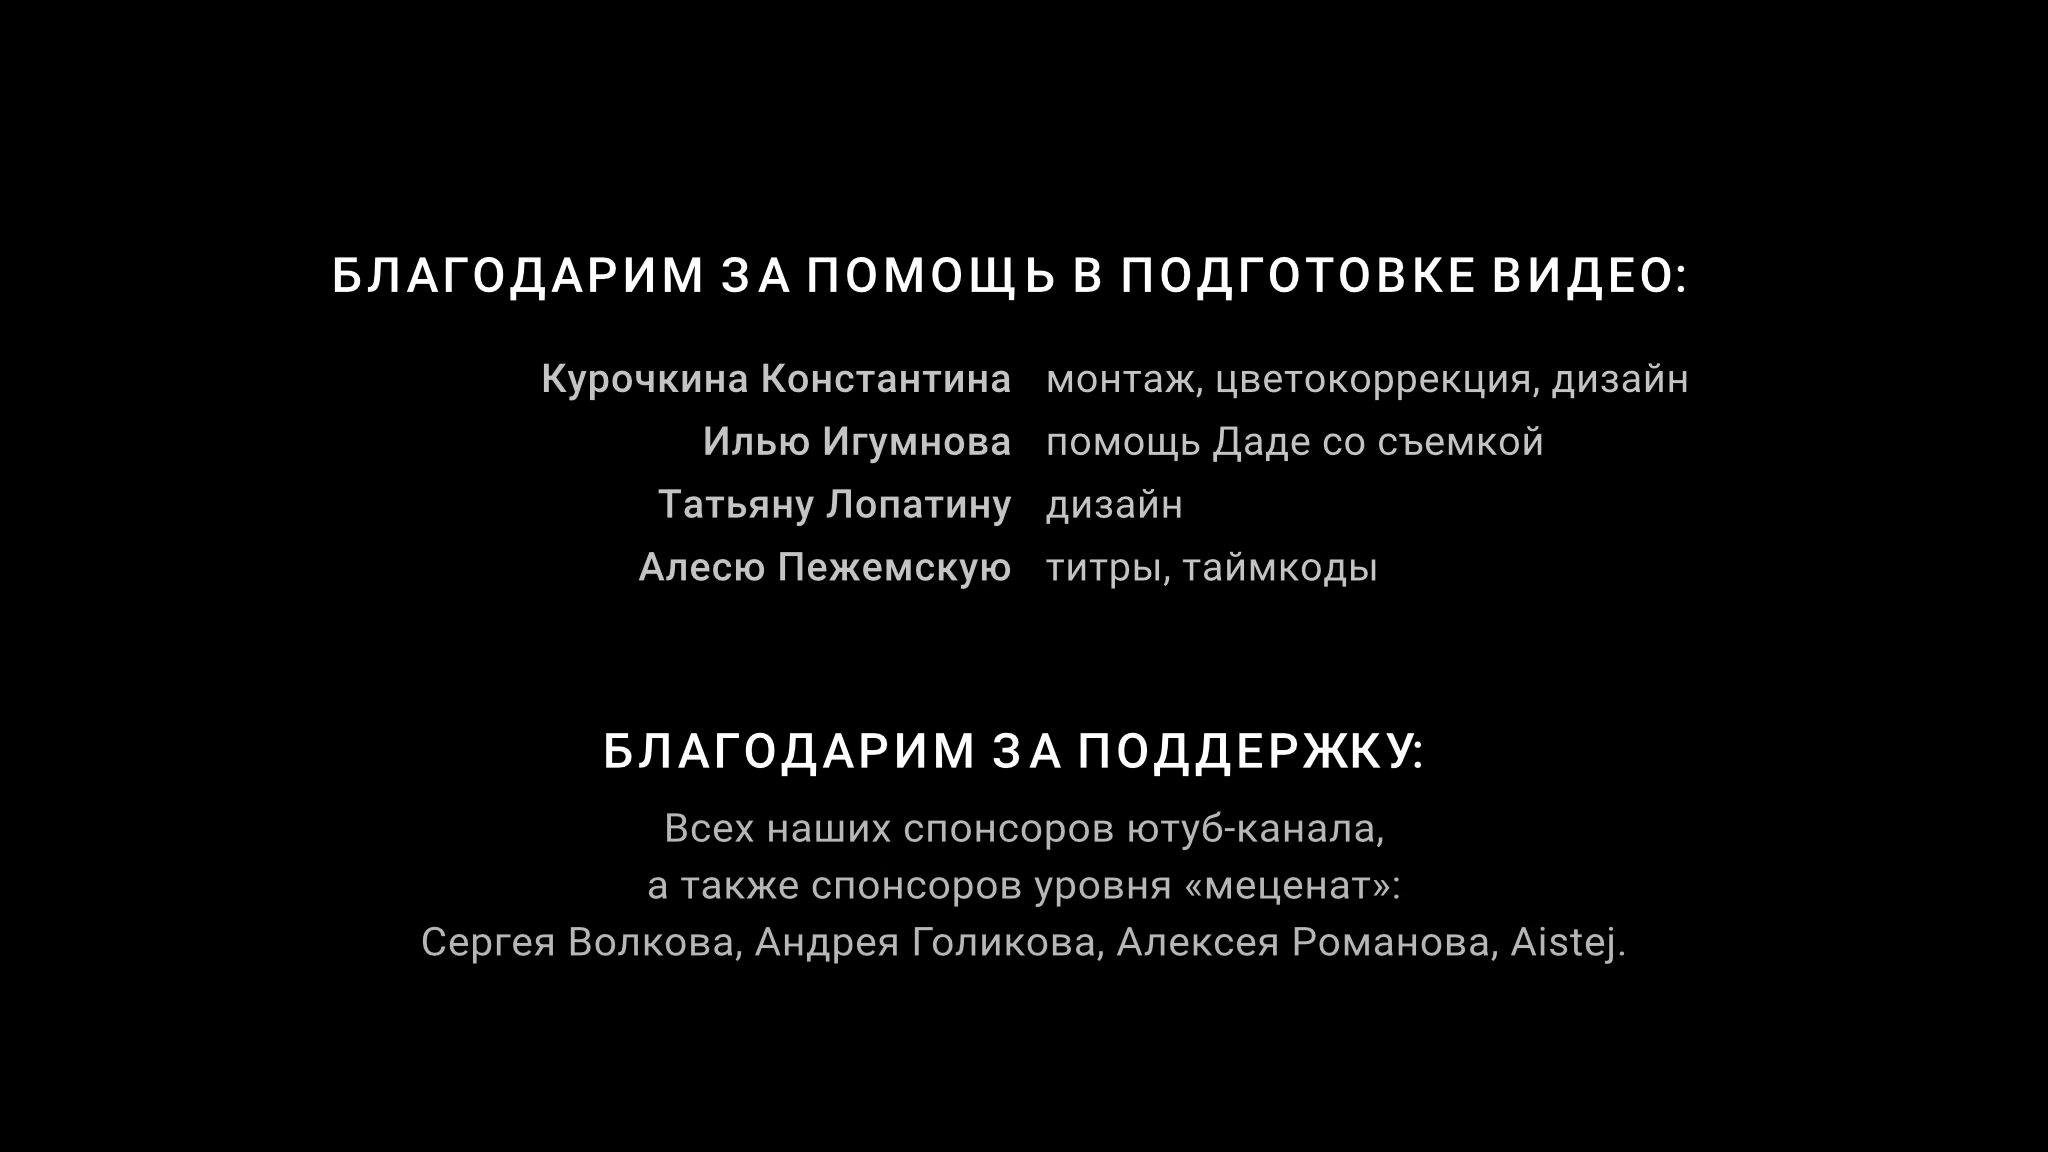 БЛАГОДАРИМ ЗА ПОМОЩЬ В ПОДГОТОВКЕ ВИДЕО:
Курочкина Константина монтаж, цветокоррекция, дизайн
Илью Игумнова помощь Даде со съемкой
Татьяну Лопатину дизайн
Алесю Пежемскую титры, таймкоды
БЛАГОДАРИМ ЗА ПОДДЕРЖКУ:
Всех наших спонсоров ютуб-канала,
а также спонсоров уровня «меценат»:
Сергея Волкова, Андрея Голикова, Алексея Романова, Aistej.